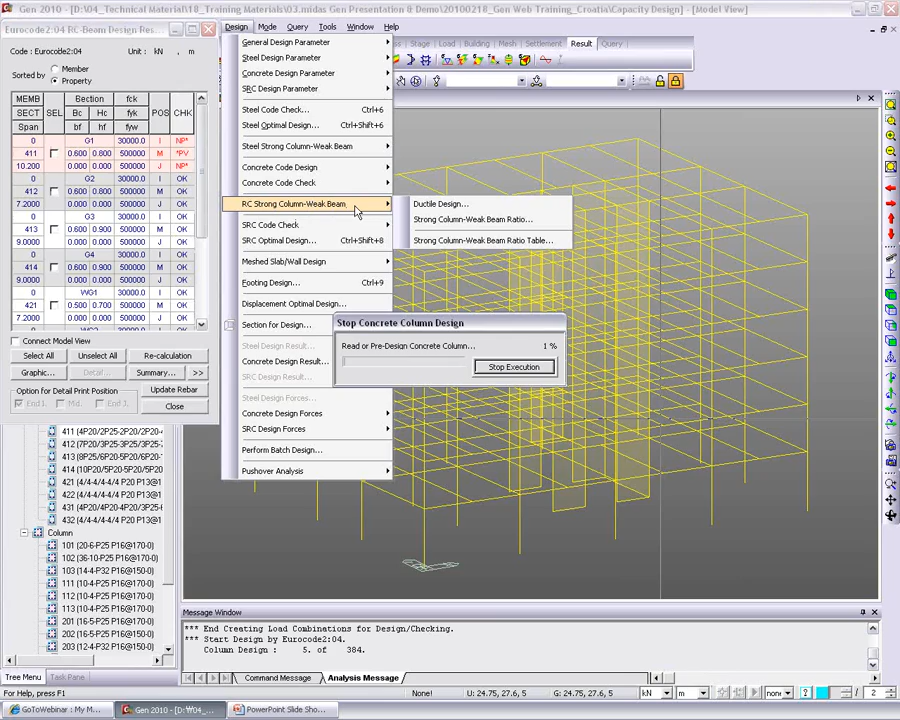 Gen 2010 - [D:\04_Technical Material\18_Training Materials\03.midas Gen Presentation & Demo\20100218_Gen Web Training_Croatia\Capacity Design] - [Model View]
Eurocode2:04 RC-Beam Design Res...
Design Mode Query Tools Window Help
Stage Load Building Mesh Settlement Result Query
Code : Eurocode2:04 Unit : kN , m
Sorted by Member
Property
MEMB Section fck
SECT SEL Bc Hc fyk POS CHK
Span bf hf fyw
0 G1 30000.0 I NP*
411 0.600 0.800 500000 M *PV
10.200 0.000 0.000 500000 J NP*
0 G2 30000.0 I OK
412 0.600 0.800 500000 M OK
7.2000 0.000 0.000 500000 J OK
0 G3 30000.0 I OK
413 0.600 0.900 500000 M OK
9.0000 0.000 0.000 500000 J OK
0 G4 30000.0 I OK
414 0.600 0.900 500000 M OK
9.0000 0.000 0.000 500000 J OK
0 WG1 30000.0 I OK
421 0.500 0.700 500000 M OK
7.2000 0.000 0.000 500000 J OK
Connect Model View
Select All Unselect All Re-calculation
Graphic... Detail... Summary... >>
Option for Detail Print Position
End I. Mid. End J.
Update Rebar
Close
General Design Parameter
Steel Design Parameter
Concrete Design Parameter
SRC Design Parameter
Steel Code Check... Ctrl+6
Steel Optimal Design... Ctrl+Shift+6
Steel Strong Column-Weak Beam
Concrete Code Design
Concrete Code Check
RC Strong Column-Weak Beam
SRC Code Check
SRC Optimal Design... Ctrl+Shift+8
Meshed Slab/Wall Design
Footing Design... Ctrl+9
Displacement Optimal Design...
Section for Design...
Steel Design Result...
Concrete Design Result...
SRC Design Result...
Steel Design Forces...
Concrete Design Forces
SRC Design Forces
Perform Batch Design...
Pushover Analysis
Ductile Design...
Strong Column-Weak Beam Ratio...
Strong Column-Weak Beam Ratio Table...
Stop Concrete Column Design
Read or Pre-Design Concrete Column... 1 %
Stop Execution
411 (4P20/2P25-2P25/2P20-
412 (7P25/3P25-3P25/3P25-
413 (8P25/6P25-5P20/5P20-
414 (10P20/5P20-5P20/5P20
421 (4/4-4/4-4/4 P20 P13@1
422 (4/4-4/4-4/4 P20 P13@1
431 (4P20/4P20-4P20/2P25-
432 (4/4-4/4-4/4 P20 P13@1
Column
101 (20-6-P25 P16@170-0)
102 (36-10-P25 P16@150-0)
103 (14-4-P32 P16@150-0)
111 (10-4-P25 P16@150-0)
112 (10-4-P25 P16@150-0)
113 (10-4-P25 P16@150-0)
201 (16-5-P25 P16@170-0)
202 (16-5-P25 P16@170-0)
203 (12-4-P32 P16@150-0)
Tree Menu Task Pane
Message Window
*** End Creating Load Combinations for Design/Checking.
*** Start Design by Eurocode2:04.
Column Design : 5. of 384.
Command Message Analysis Message
For Help, press F1 None! U: 24.75, 27.6, 5 G: 24.75, 27.6, 5 kN m none 2
GoToWebinar : My M... Gen 2010 - [D:₩04_... PowerPoint Slide Sho...